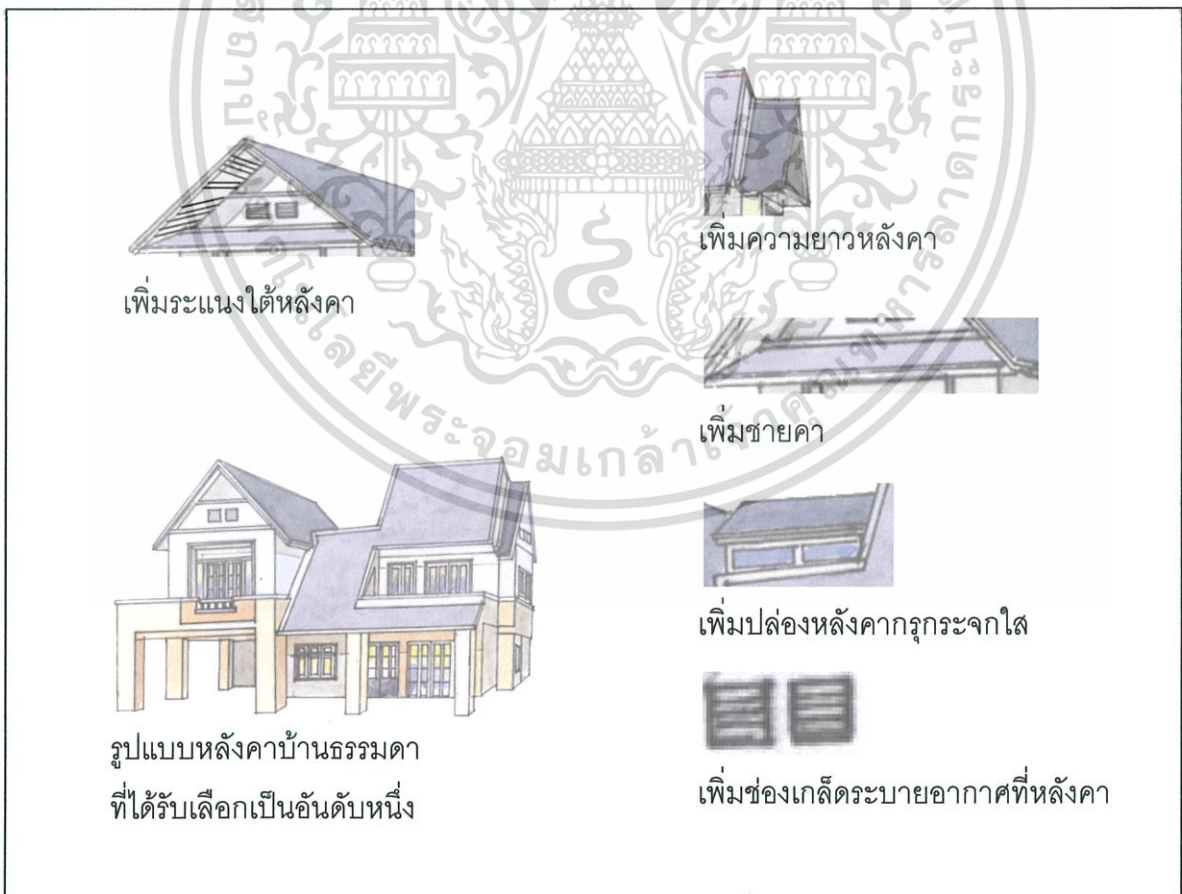 เพิ่มระแนงใต้หลังคา
เพิ่มความยาวหลังคา
เพิ่มชายคา
เพิ่มปล่องหลังคากรุกระจกใส
เพิ่มช่องเกล็ดระบายอากาศที่หลังคา
รูปแบบหลังคาบ้านธรรมดา
ที่ได้รับเลือกเป็นอันดับหนึ่ง